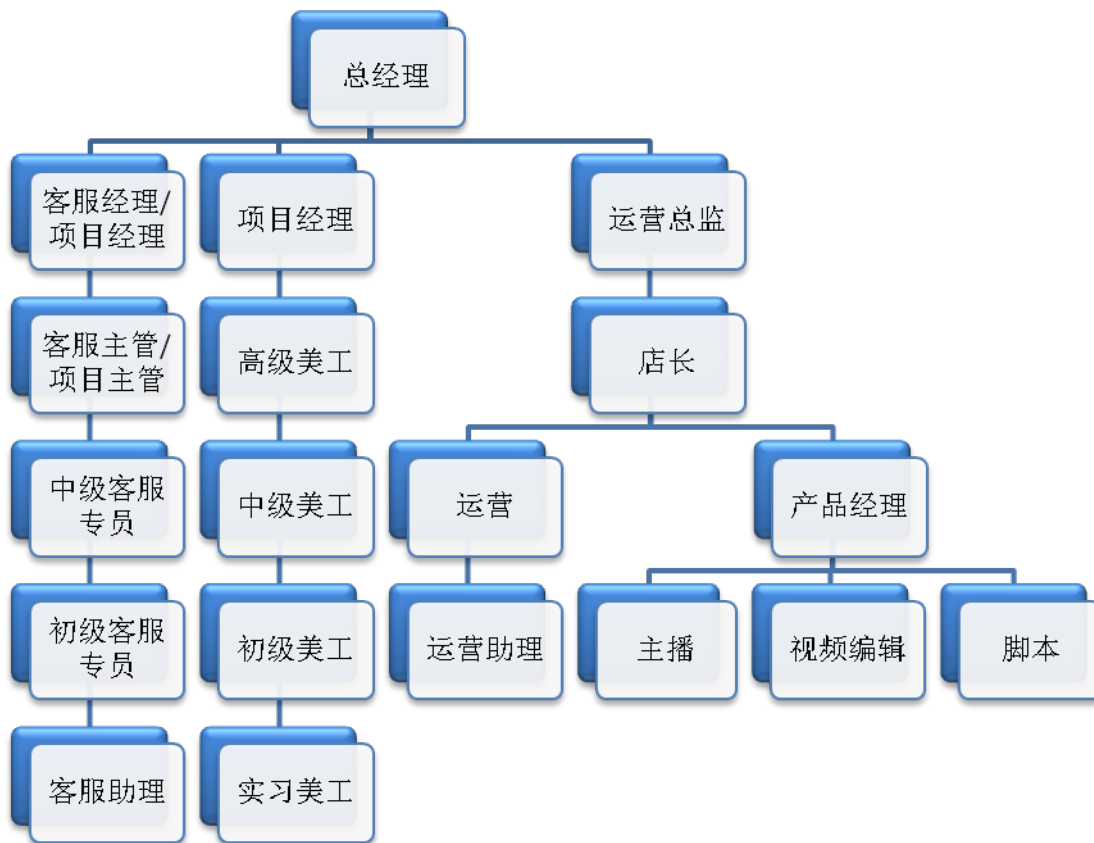 总经理
客服经理/
项目经理
项目经理
运营总监
客服主管/
项目主管
高级美工
店长
中级客服
专员
中级美工
运营
产品经理
初级客服
专员
初级美工
运营助理
主播
视频编辑
脚本
客服助理
实习美工